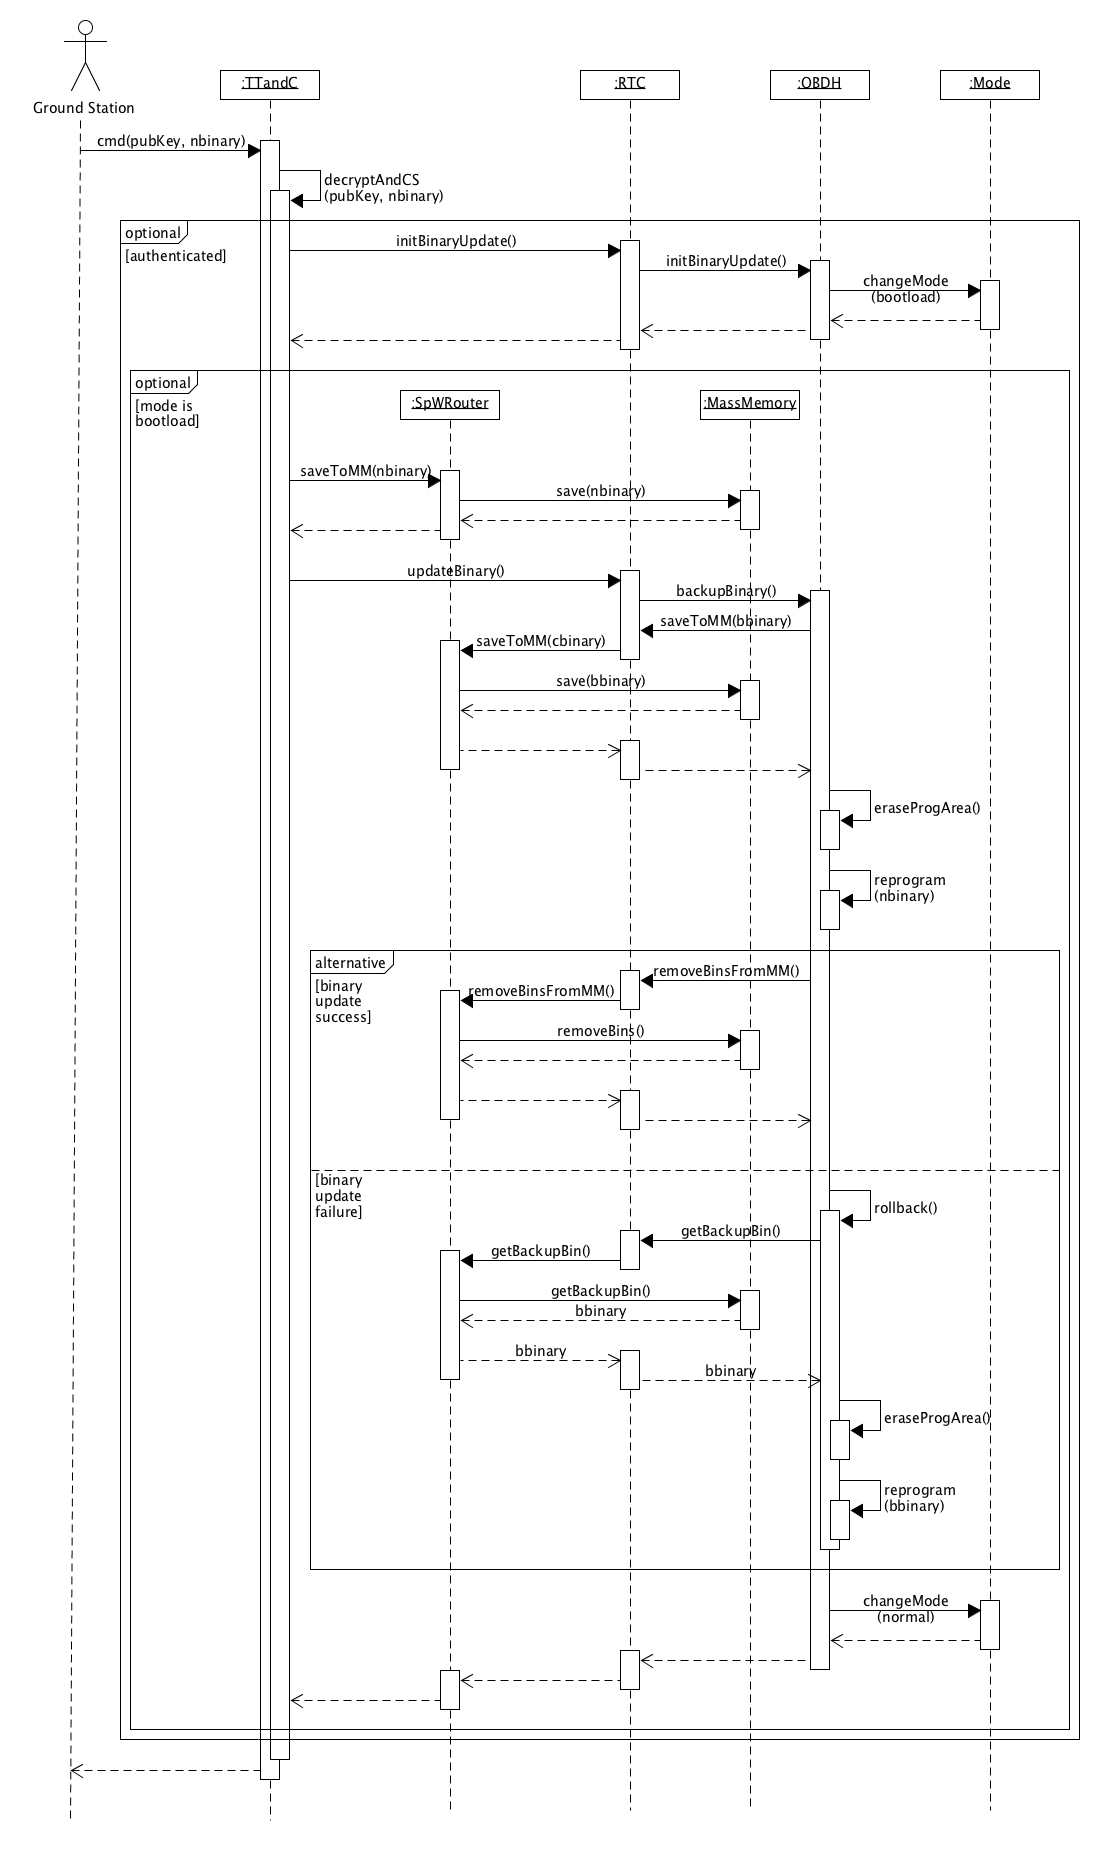 Ground Station
:TTandC
:RTC
:OBDH
:Mode
cmd(pubKey, nbinary)
decryptAndCS
(pubKey, nbinary)
optional
[authenticated]
initBinaryUpdate()
initBinaryUpdate()
changeMode
(bootload)
optional
[mode is
bootload]
:SpWRouter
:MassMemory
saveToMM(nbinary)
save(nbinary)
updateBinary()
backupBinary()
saveToMM(bbinary)
saveToMM(cbinary)
save(bbinary)
eraseProgArea()
reprogram
(nbinary)
alternative
[binary
update
success]
removeBinsFromMM()
removeBinsFromMM()
removeBins()
[binary
update
failure]
rollback()
getBackupBin()
getBackupBin()
getBackupBin()
bbinary
bbinary
bbinary
eraseProgArea()
reprogram
(bbinary)
changeMode
(normal)